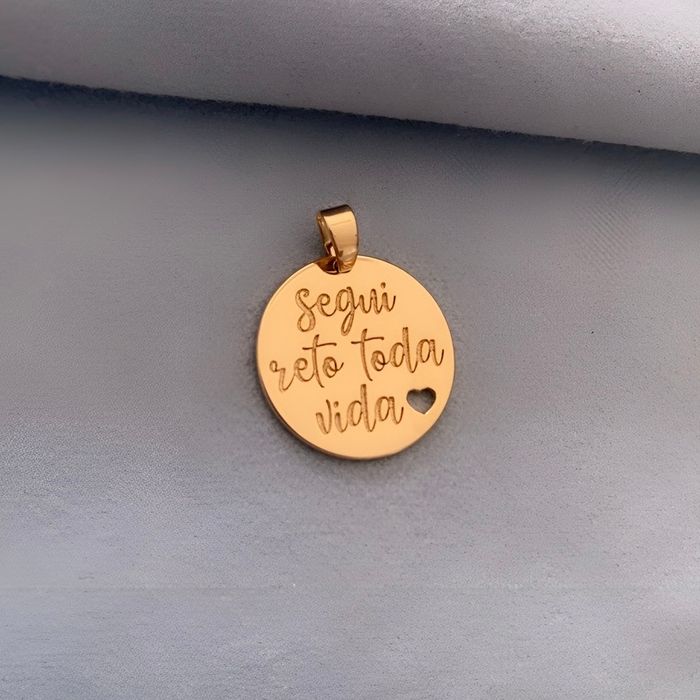 segui
reto toda
vida